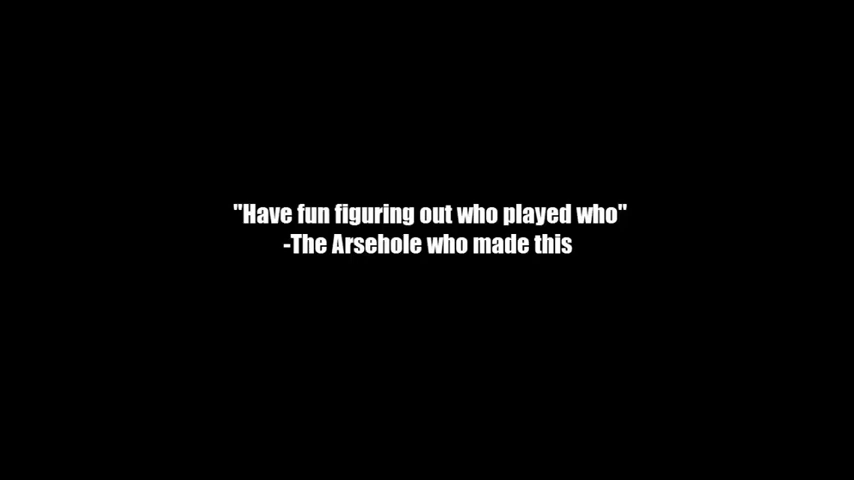 "Have fun figuring out who played who"
-The Arsehole who made this